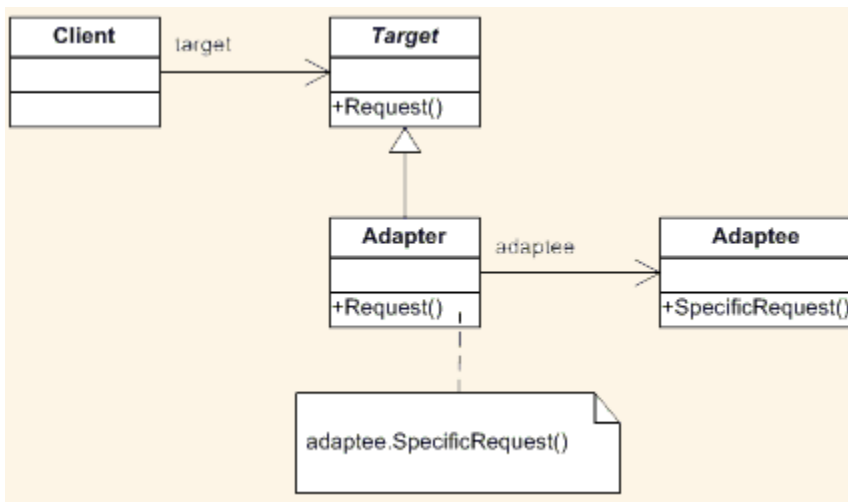 Client
target
Target
+Request()
Adapter
adaptee
Adaptee
+Request()
+SpecificRequest()
adaptee.SpecificRequest()